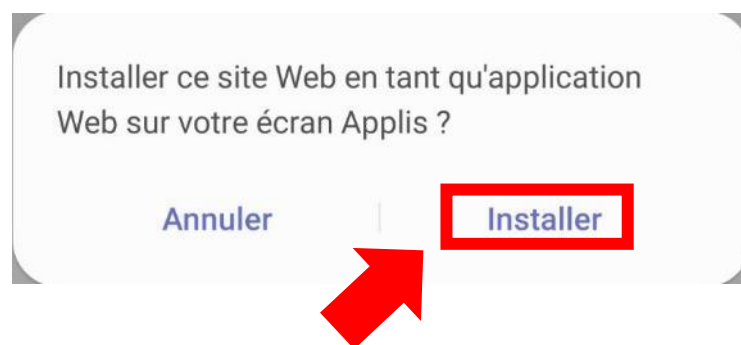 Installer ce site Web en tant qu'application
Web sur votre écran Applis ?
Annuler
Installer